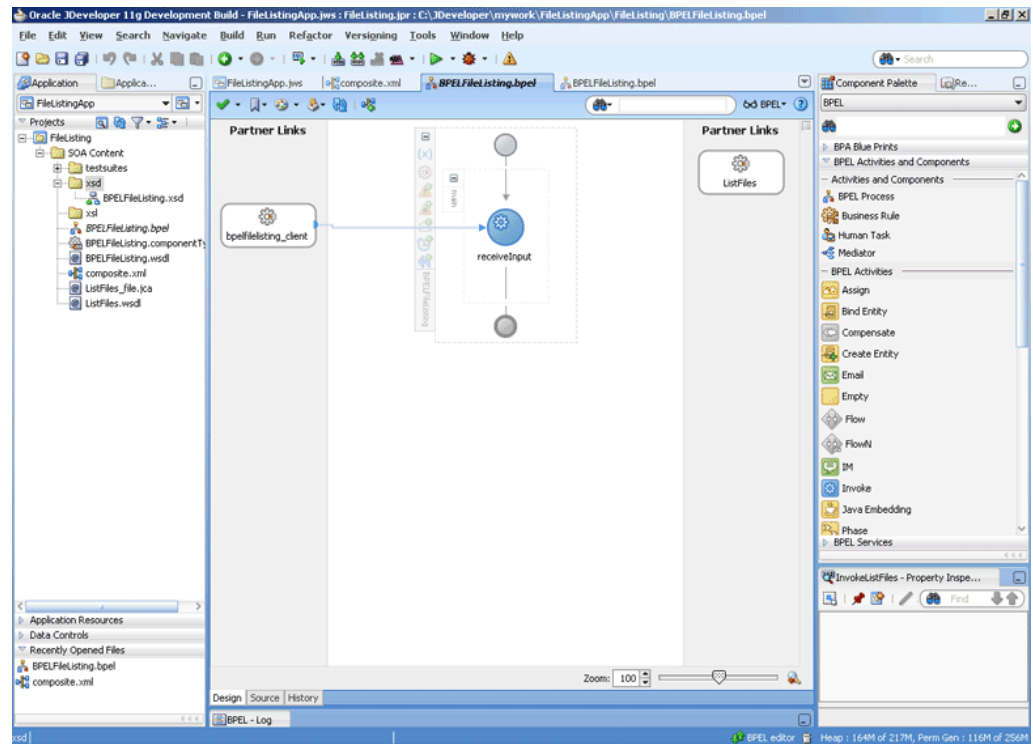 Oracle JDeveloper 11g Development Build - FileListingApp.jws : FileListing.jpr : C:\JDeveloper\mywork\FileListingApp\FileListing\BPELFileListing.bpel
File Edit View Search Navigate Build Run Refactor Versioning Tools Window Help
Search
Application Applica...
FileListingApp.jws composite.xml BPELFileListing.bpel BPELFileListing.bpel
Component Palette Re...
FileListingApp
BPEL
BPEL
Projects
FileListing
SOA Content
testsuites
xsd
BPELFileListing.xsd
xsl
BPELFileListing.bpel
BPELFileListing.componentTy
BPELFileListing.wsdl
composite.xml
ListFiles_file.jca
ListFiles.wsdl
Application Resources
Data Controls
Recently Opened Files
BPELFileListing.bpel
composite.xml
Partner Links
bpelfilelisting_client
main
BPELFileListing
receiveInput
Partner Links
ListFiles
Zoom: 100
Design Source History
BPEL - Log
BPA Blue Prints
BPEL Activities and Components
Activities and Components
BPEL Process
Business Rule
Human Task
Mediator
BPEL Activities
Assign
Bind Entity
Compensate
Create Entity
Email
Empty
Flow
FlowN
IM
Invoke
Java Embedding
Phase
BPEL Services
InvokeListFiles - Property Inspe...
Find
xsd
BPEL editor
Heap : 164M of 217M, Perm Gen : 116M of 256M